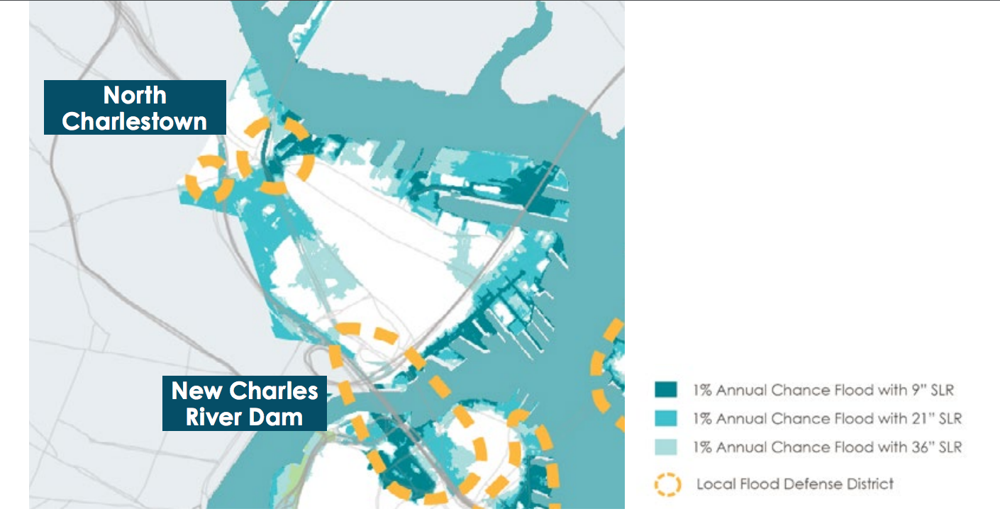 North
Charlestown
New Charles
River Dam
1% Annual Chance Flood with 9” SLR
1% Annual Chance Flood with 21” SLR
1% Annual Chance Flood with 36” SLR
Local Flood Defense District